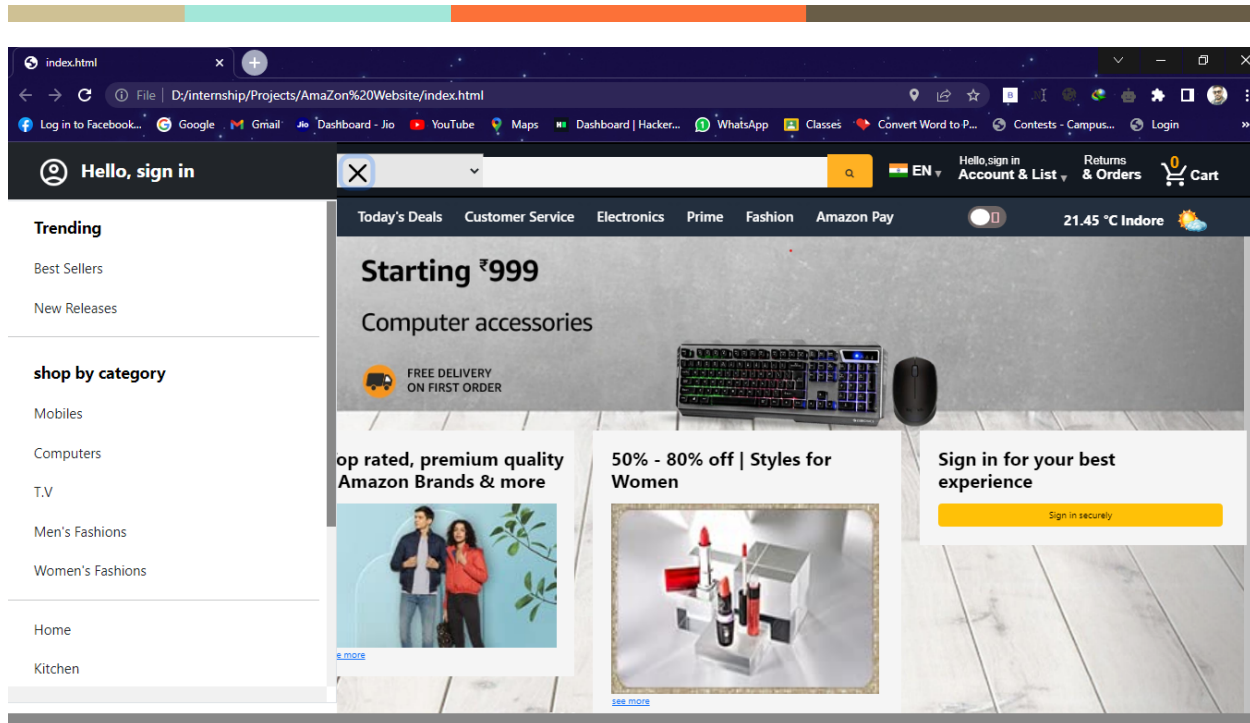 index.html
File D:/internship/Projects/AmaZon%20Website/index.html
Log in to Facebook... Google Gmail Jio Dashboard - Jio YouTube Maps Dashboard | Hacker... WhatsApp Classes Convert Word to P... Contests - Campus... Login »
Hello, sign in
EN
Hello,sign in
Account & List
Returns
& Orders
0
Cart
Today's Deals Customer Service Electronics Prime Fashion Amazon Pay
21.45 °C Indore
Trending
Best Sellers
New Releases
shop by category
Mobiles
Computers
T.V
Men's Fashions
Women's Fashions
Home
Kitchen
Starting ₹999
Computer accessories
FREE DELIVERY
ON FIRST ORDER
op rated, premium quality
Amazon Brands & more
e more
50% - 80% off | Styles for
Women
see more
Sign in for your best
experience
Sign in securely